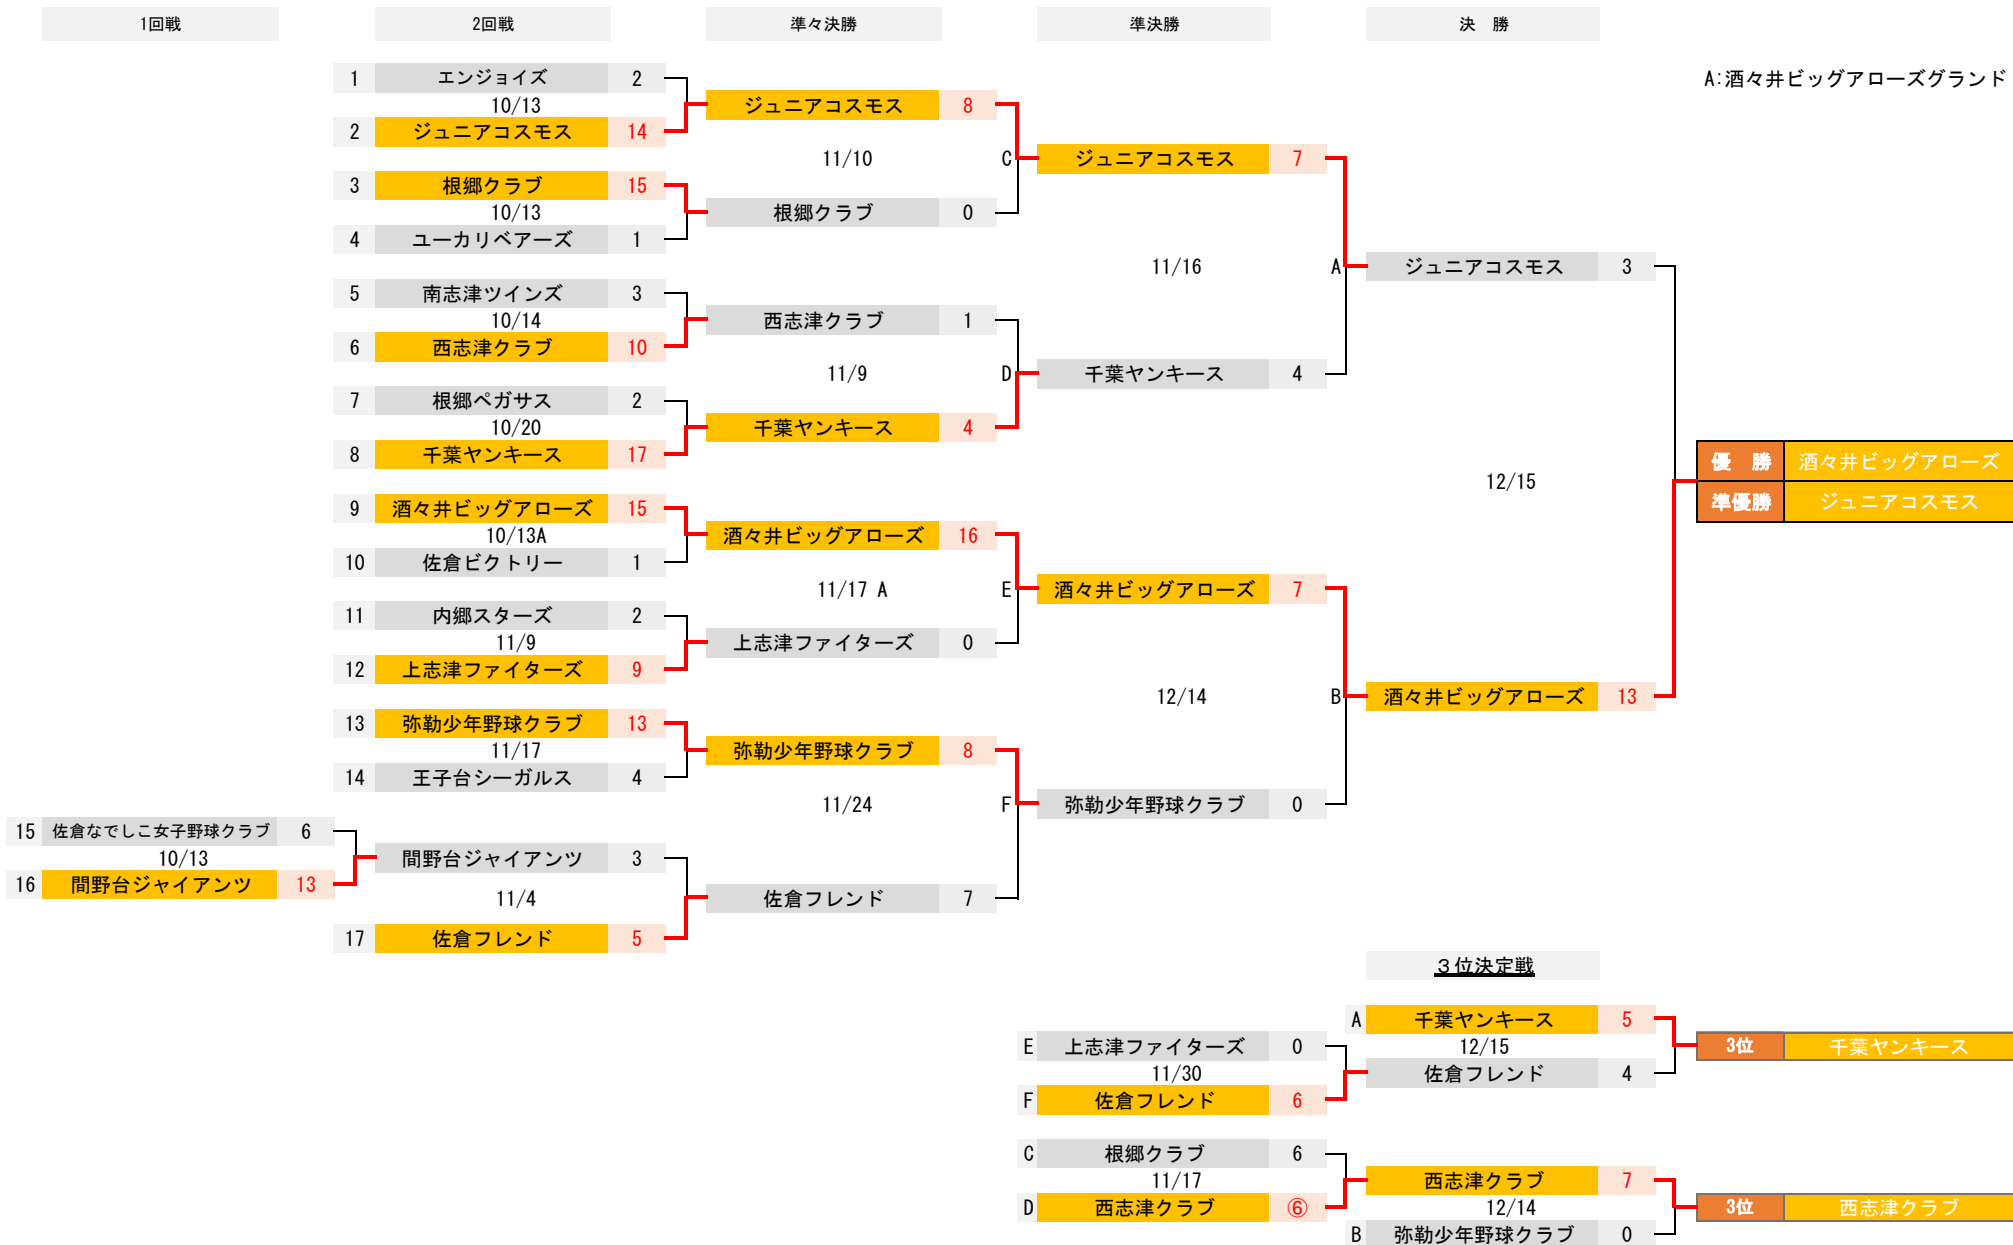 1回戦 2回戦 準々決勝 準決勝 決　勝
A:酒々井ビッグアローズグランド
1 エンジョイズ 2
10/13
2 ジュニアコスモス 14
ジュニアコスモス 8
11/10
C
根郷クラブ 0
3 根郷クラブ 15
10/13
4 ユーカリベアーズ 1
ジュニアコスモス 7
11/16
A
千葉ヤンキース 4
5 南志津ツインズ 3
10/14
6 西志津クラブ 10
西志津クラブ 1
11/9
D
千葉ヤンキース 4
7 根郷ペガサス 2
10/20
8 千葉ヤンキース 17
ジュニアコスモス 3
12/15
酒々井ビッグアローズ 13
優　勝 酒々井ビッグアローズ
準優勝 ジュニアコスモス
9 酒々井ビッグアローズ 15
10/13A
10 佐倉ビクトリー 1
酒々井ビッグアローズ 16
11/17 A
E
上志津ファイターズ 0
11 内郷スターズ 2
11/9
12 上志津ファイターズ 9
酒々井ビッグアローズ 7
12/14
B
弥勒少年野球クラブ 0
13 弥勒少年野球クラブ 13
11/17
14 王子台シーガルス 4
弥勒少年野球クラブ 8
11/24
F
佐倉フレンド 7
15 佐倉なでしこ女子野球クラブ 6
10/13
16 間野台ジャイアンツ 13
間野台ジャイアンツ 3
11/4
17 佐倉フレンド 5
３位決定戦
E 上志津ファイターズ 0
11/30
F 佐倉フレンド 6
A 千葉ヤンキース 5
12/15
佐倉フレンド 4
3位 千葉ヤンキース
C 根郷クラブ 6
11/17
D 西志津クラブ ⑥
西志津クラブ 7
12/14
B 弥勒少年野球クラブ 0
3位 西志津クラブ